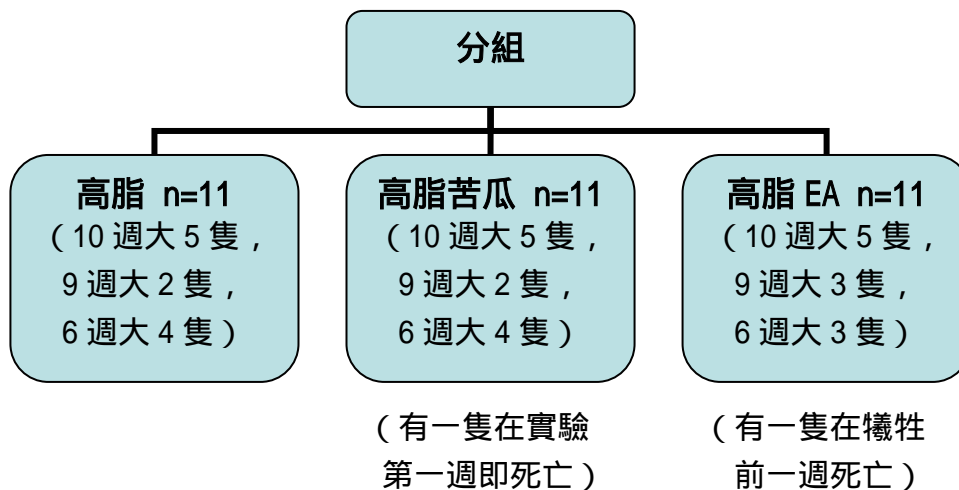 分組
高脂 n=11
（10 週大 5 隻，
9 週大 2 隻，
6 週大 4 隻）
高脂苦瓜 n=11
（10 週大 5 隻，
9 週大 2 隻，
6 週大 4 隻）
高脂 EA n=11
（10 週大 5 隻，
9 週大 3 隻，
6 週大 3 隻）
（有一隻在實驗
第一週即死亡）
（有一隻在犧牲
前一週死亡）